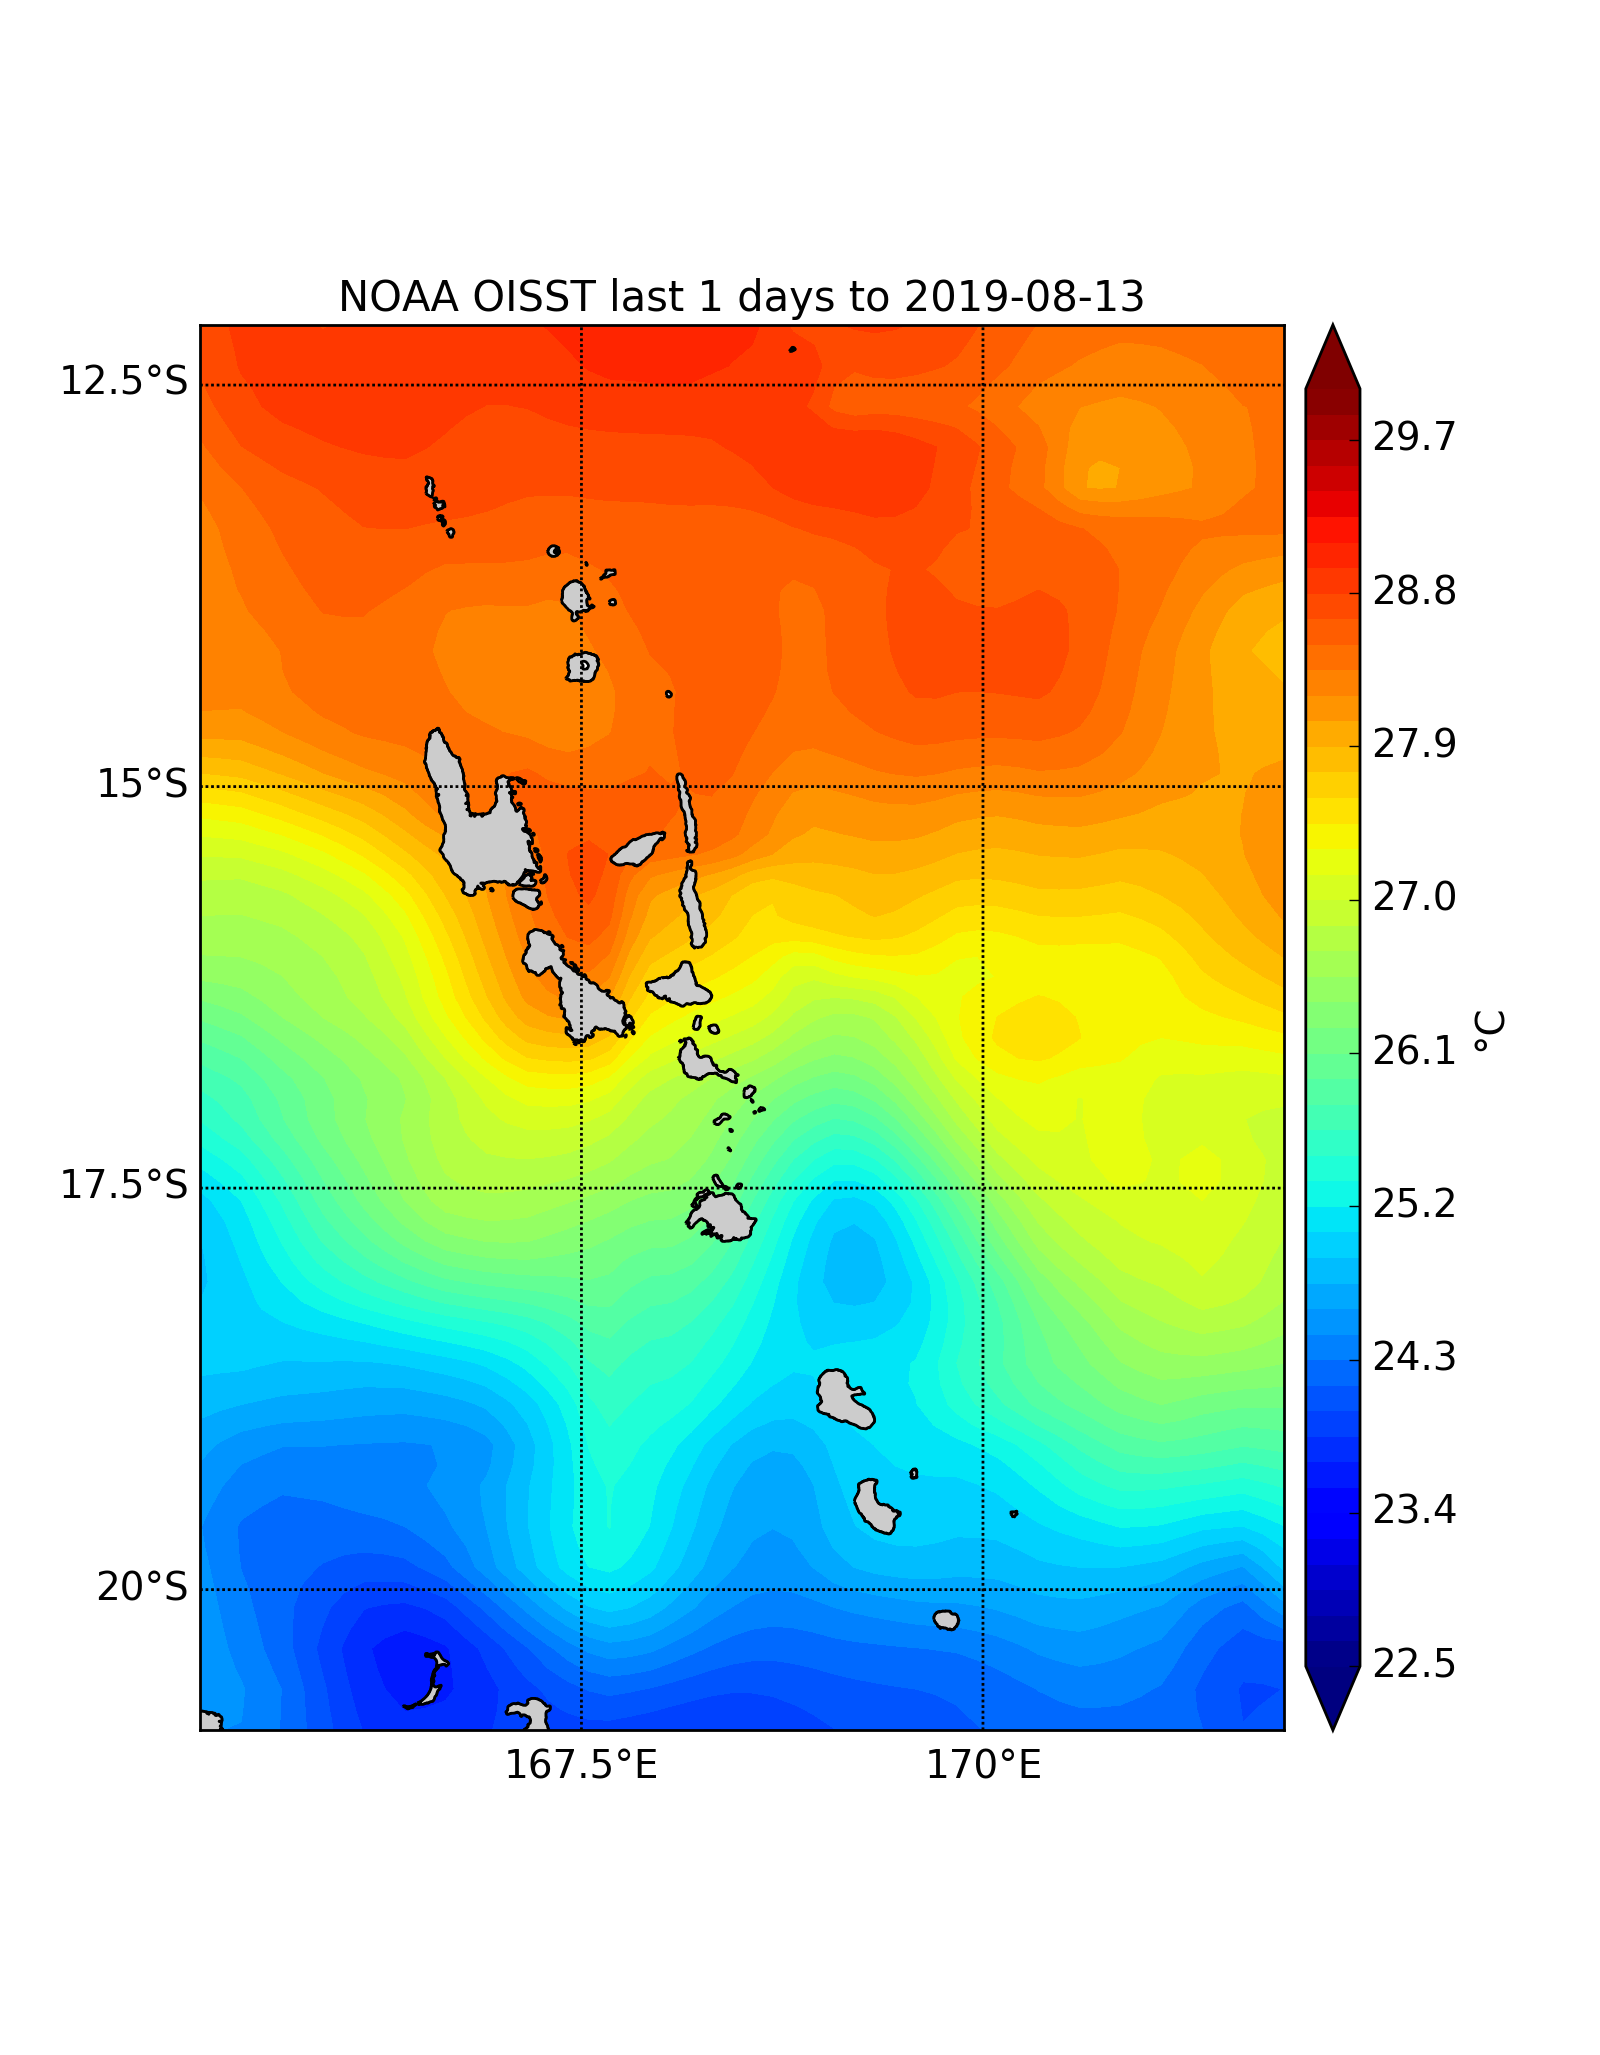 NOAA OISST last 1 days to 2019-08-13
12.5°S
15°S
17.5°S
20°S
167.5°E
170°E
29.7
28.8
27.9
27.0
26.1
25.2
24.3
23.4
22.5
°C